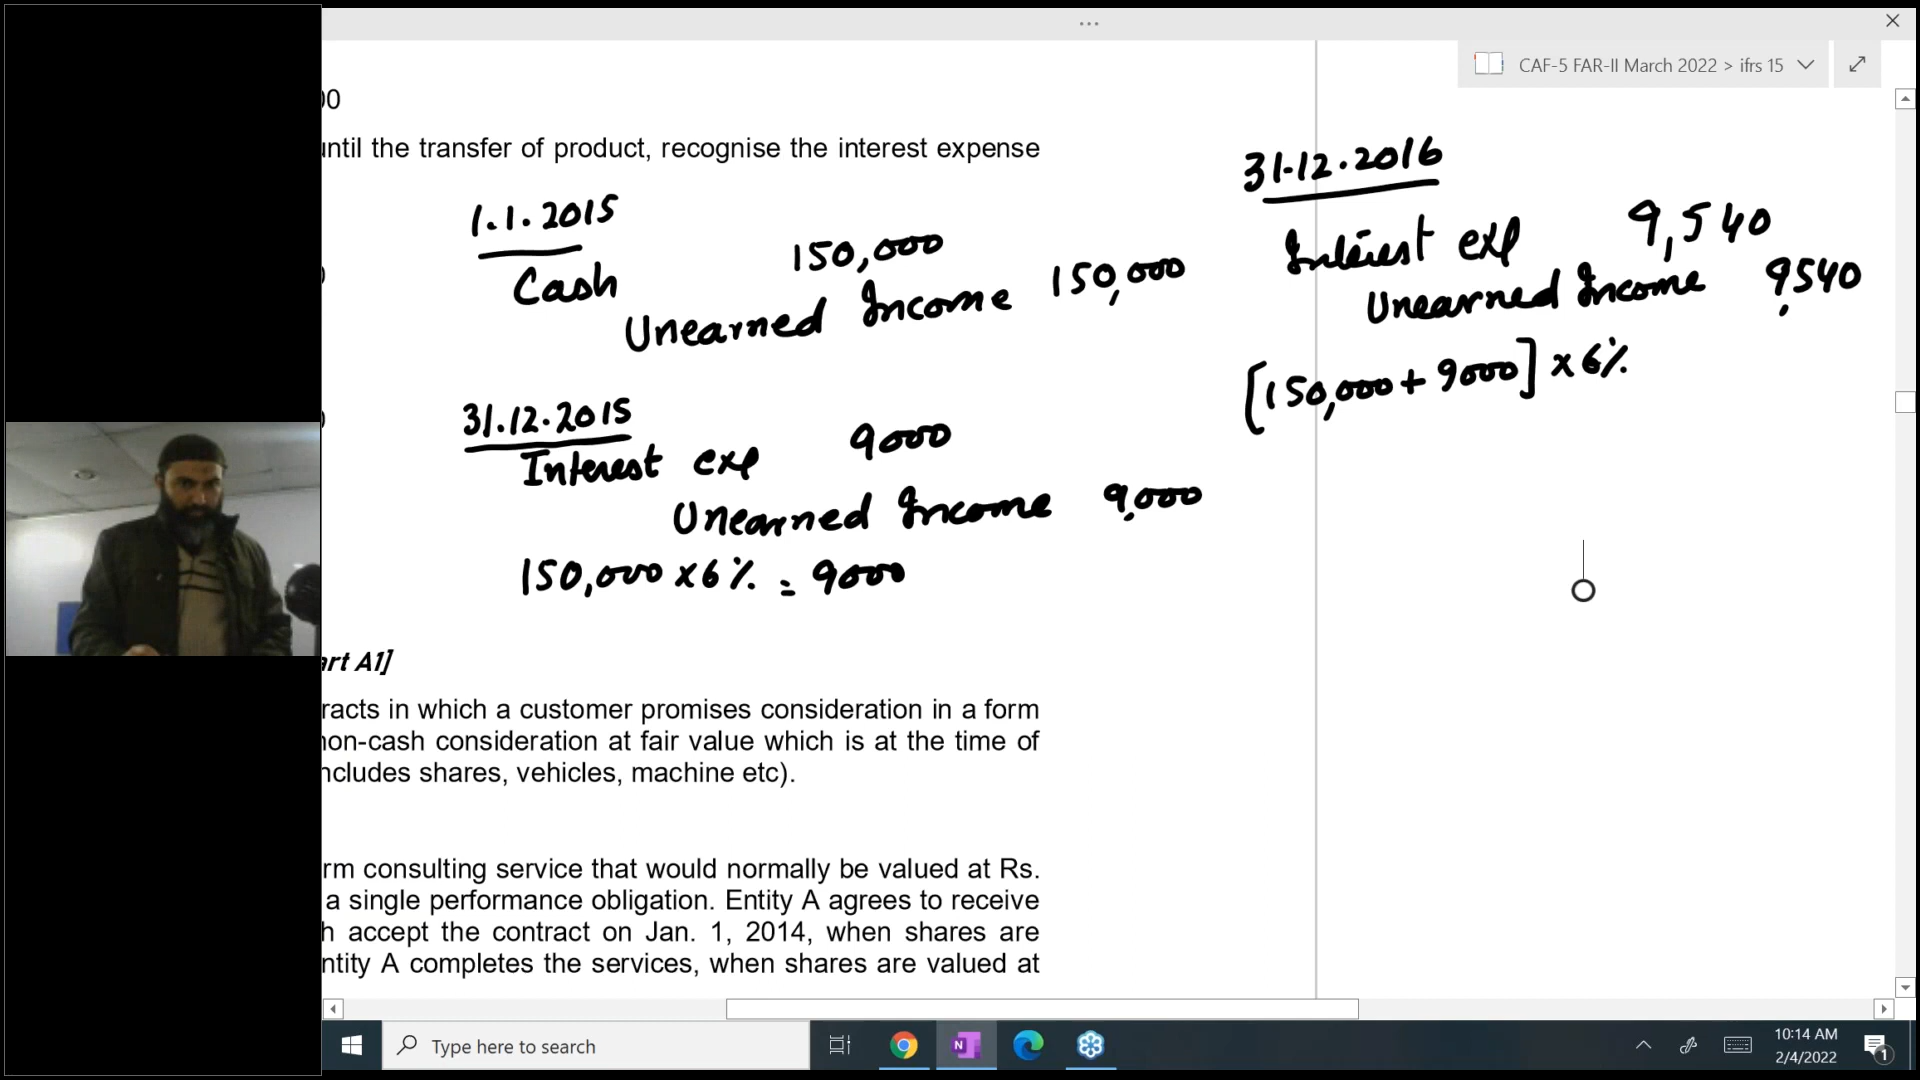 CAF-5 FAR-II March 2022 > ifrs 15
00
until the transfer of product, recognise the interest expense
1.1.2015
Cash 150,000
Unearned Income 150,000
31.12.2015
Interest exp 9000
Unearned Income 9,000
150,000 x 6% = 9000
31.12.2016
Interest exp 9,540
Unearned Income 9,540
[150,000 + 9000] x 6%
art A1]
racts in which a customer promises consideration in a form
non-cash consideration at fair value which is at the time of
ncludes shares, vehicles, machine etc).
rm consulting service that would normally be valued at Rs.
a single performance obligation. Entity A agrees to receive
h accept the contract on Jan. 1, 2014, when shares are
ntity A completes the services, when shares are valued at
Type here to search
N
10:14 AM
2/4/2022
1